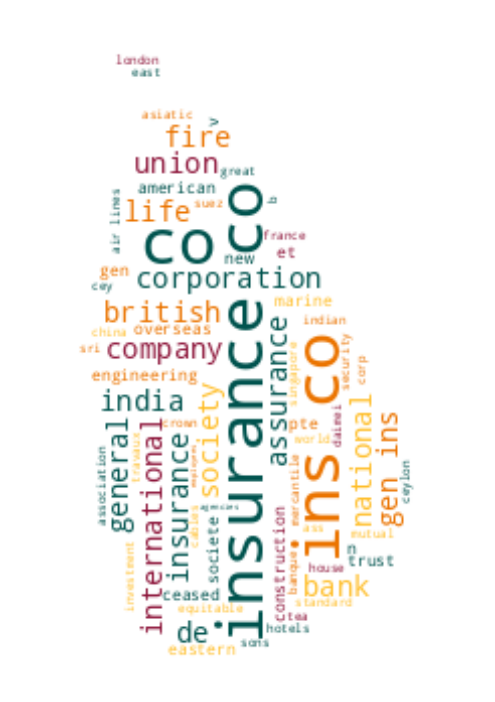 london
east
asiatic
v
fire
union
great
american
air lines
life
suez
b
co
co
france
et
new
gen
cey
corporation
marine
british
indian
china
overseas
sri
company
insurance co
assurance
singapore
ins co
security
corp
engineering
india
society
crown
pte
world
daimei
national
gen ins
ceylon
general
association
travaux
international
insurance
employers
cables
societe
agencies
mercantile
ass
mutual
investment
construction
banque
n
trust
house
ceased
bank
equitable
standard
tea
de
hotels
sons
eastern